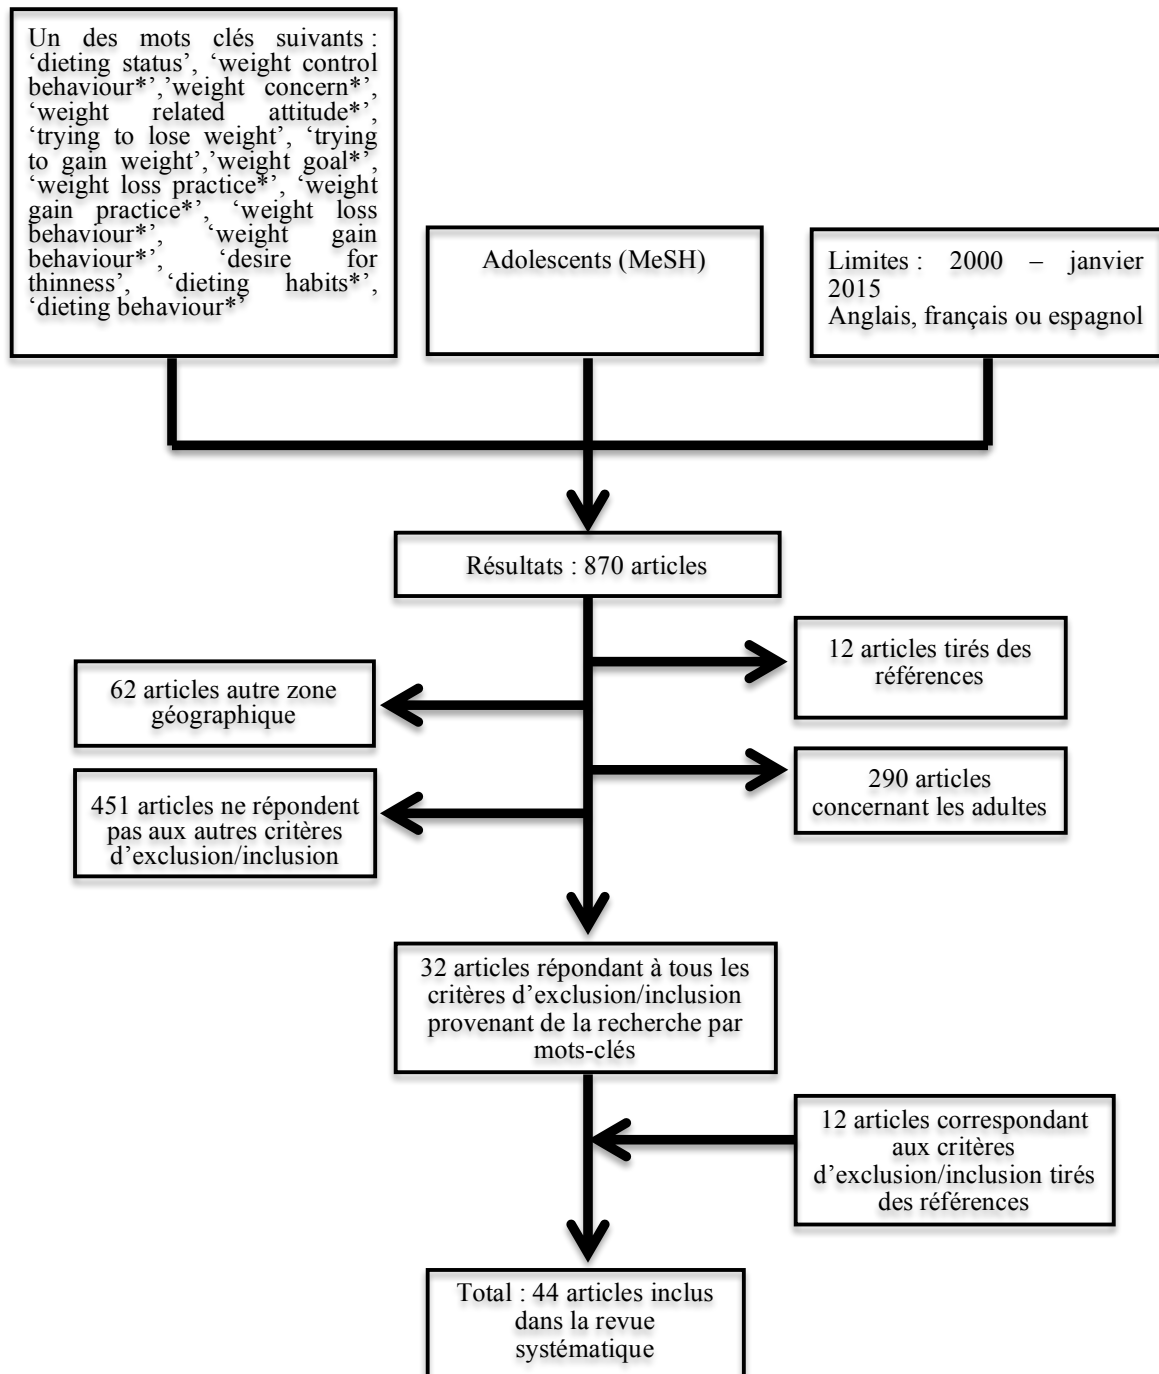 Un des mots clés suivants :
‘dieting status’, ‘weight control
behaviour*’,’weight concern*’,
‘weight related attitude*’,
‘trying to lose weight’, ‘trying
to gain weight’,’weight goal*’,
‘weight loss practice*’, ‘weight
gain practice*’, ‘weight loss
behaviour*’, ‘weight gain
behaviour*’, ‘desire for
thinness’, ‘dieting habits*’,
‘dieting behaviour*’
Adolescents (MeSH)
Limites : 2000 – janvier
2015
Anglais, français ou espagnol
Résultats : 870 articles
12 articles tirés des
références
62 articles autre zone
géographique
290 articles
concernant les adultes
451 articles ne répondent
pas aux autres critères
d’exclusion/inclusion
32 articles répondant à tous les
critères d’exclusion/inclusion
provenant de la recherche par
mots-clés
12 articles correspondant
aux critères
d’exclusion/inclusion tirés
des références
Total : 44 articles inclus
dans la revue
systématique